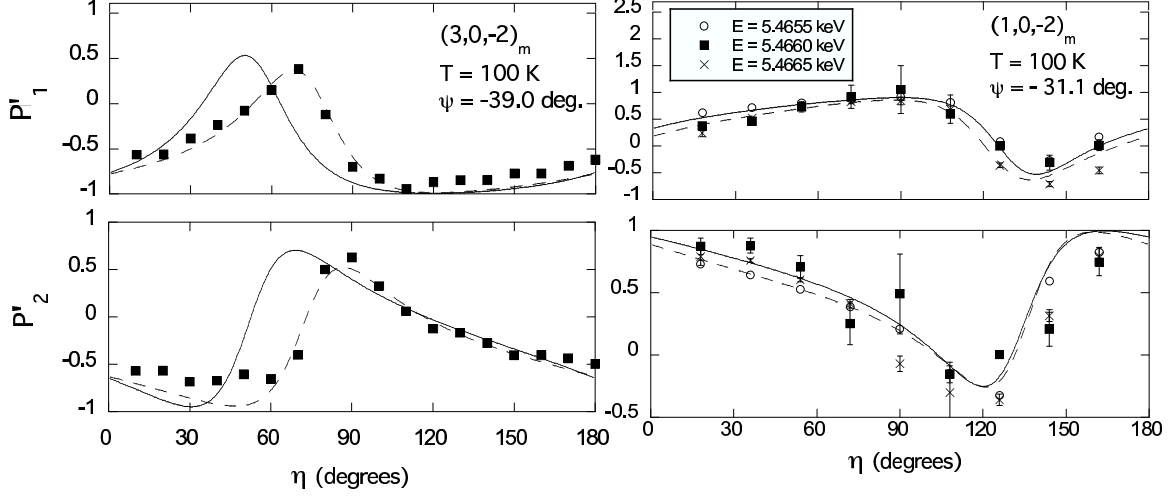 1
0.5
0
-0.5
-1
P'1
(3,0,-2)m
T = 100 K
ψ = -39.0 deg.
2.5
2
1.5
1
0.5
0
-0.5
-1
E = 5.4655 keV
E = 5.4660 keV
E = 5.4665 keV
(1,0,-2)m
T = 100 K
ψ = - 31.1 deg.
1
0.5
0
-0.5
-1
P'2
0 30 60 90 120 150 180
η (degrees)
1
0.5
0
-0.5
0 30 60 90 120 150 180
η (degrees)